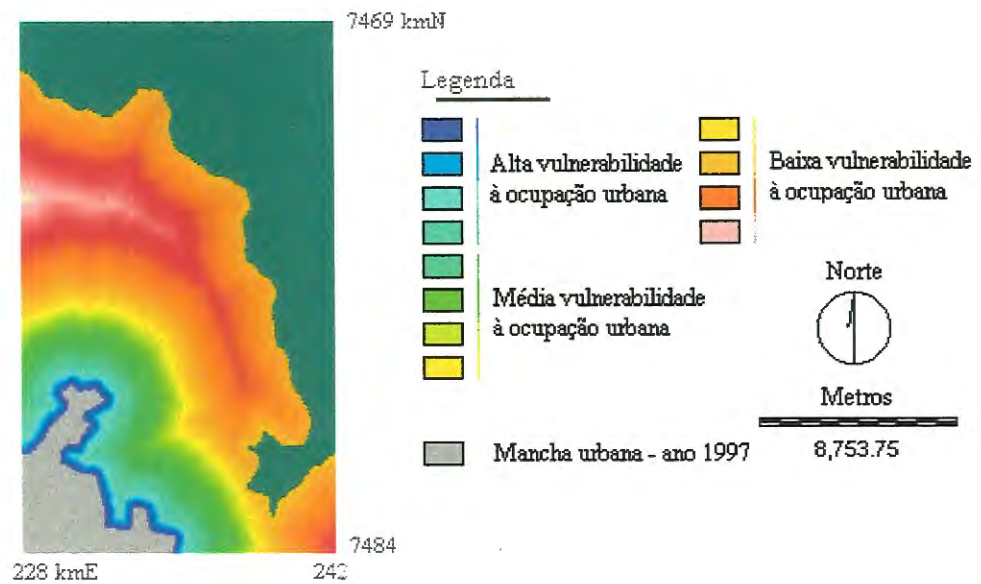 7469 kmN
Legenda
Alta vulnerabilidade
à ocupação urbana
Média vulnerabilidade
à ocupação urbana
Baixa vulnerabilidade
à ocupação urbana
Norte
Metros
8,753.75
Mancha urbana - ano 1997
7484
228 kmE
242